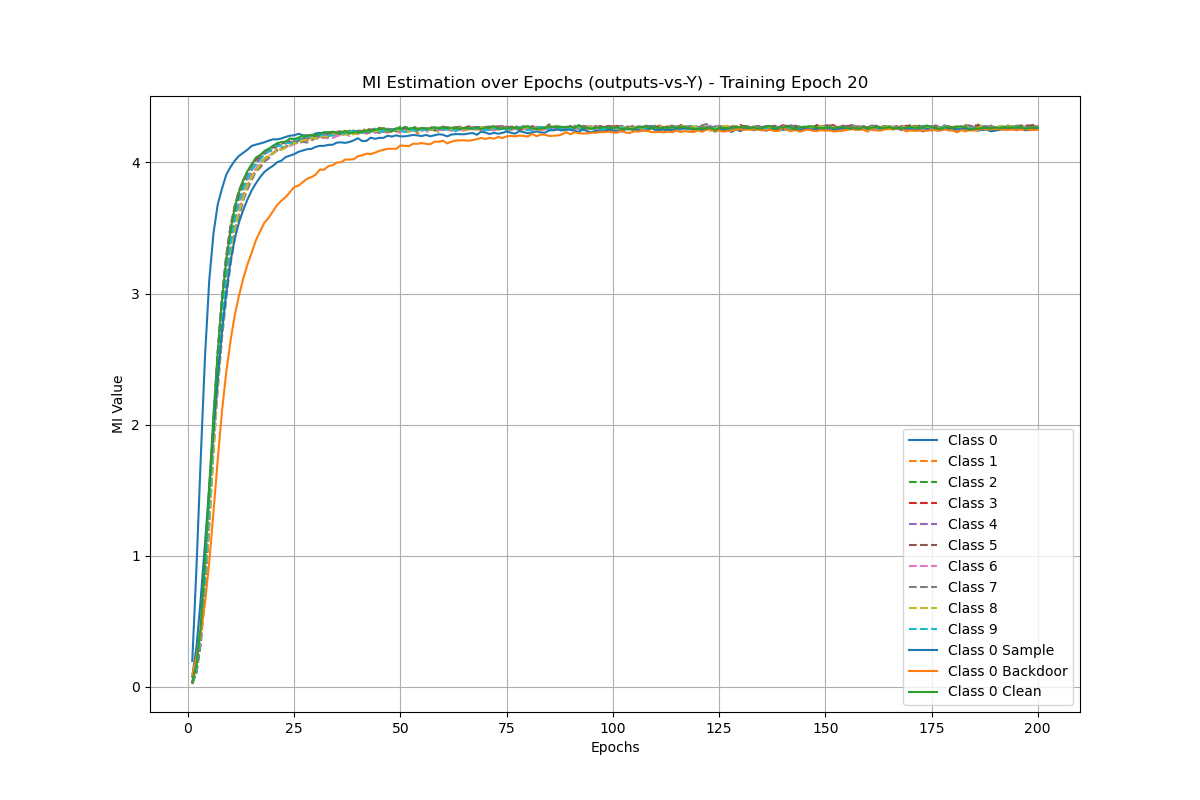 MI Estimation over Epochs (outputs-vs-Y) - Training Epoch 20
MI Value
4
3
2
1
0
0 25 50 75 100 125 150 175 200
Epochs
Class 0
Class 1
Class 2
Class 3
Class 4
Class 5
Class 6
Class 7
Class 8
Class 9
Class 0 Sample
Class 0 Backdoor
Class 0 Clean